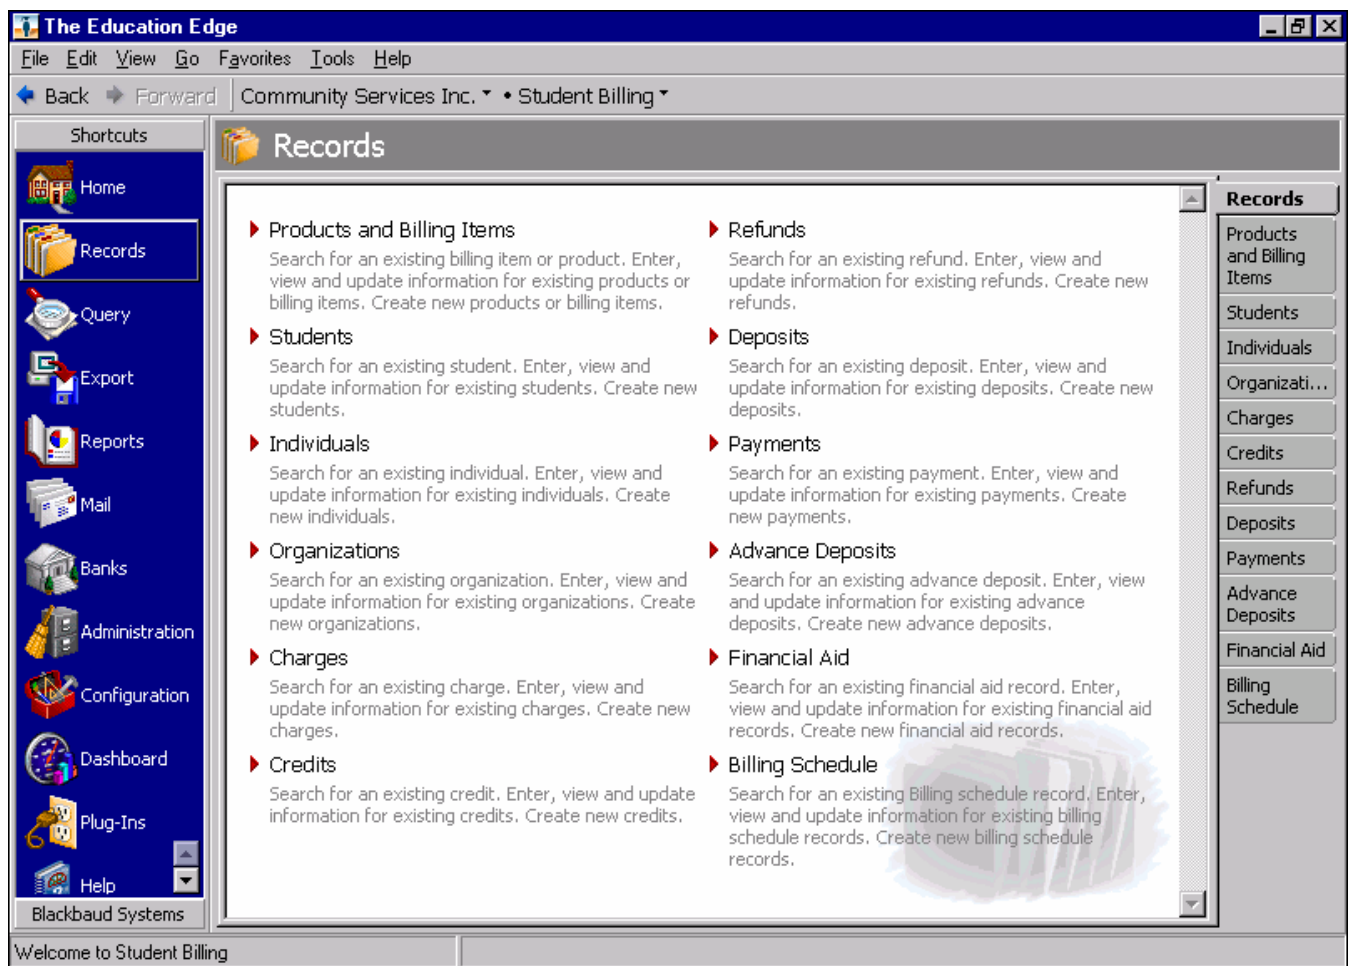 The Education Edge
File Edit View Go Favorites Tools Help
Back Forward Community Services Inc. • Student Billing
Shortcuts
Home
Records
Query
Export
Reports
Mail
Banks
Administration
Configuration
Dashboard
Plug-Ins
Help
Blackbaud Systems
Records
Products and Billing Items
Search for an existing billing item or product. Enter,
view and update information for existing products or
billing items. Create new products or billing items.
Students
Search for an existing student. Enter, view and
update information for existing students. Create new
students.
Individuals
Search for an existing individual. Enter, view and
update information for existing individuals. Create
new individuals.
Organizations
Search for an existing organization. Enter, view and
update information for existing organizations. Create
new organizations.
Charges
Search for an existing charge. Enter, view and
update information for existing charges. Create new
charges.
Credits
Search for an existing credit. Enter, view and update
information for existing credits. Create new credits.
Refunds
Search for an existing refund. Enter, view and
update information for existing refunds. Create new
refunds.
Deposits
Search for an existing deposit. Enter, view and
update information for existing deposits. Create new
deposits.
Payments
Search for an existing payment. Enter, view and
update information for existing payments. Create
new payments.
Advance Deposits
Search for an existing advance deposit. Enter, view
and update information for existing advance
deposits. Create new advance deposits.
Financial Aid
Search for an existing financial aid record. Enter,
view and update information for existing financial aid
records. Create new financial aid records.
Billing Schedule
Search for an existing Billing schedule record. Enter,
view and update information for existing billing
schedule records. Create new billing schedule
records.
Records
Products
and Billing
Items
Students
Individuals
Organizati...
Charges
Credits
Refunds
Deposits
Payments
Advance
Deposits
Financial Aid
Billing
Schedule
Welcome to Student Billing